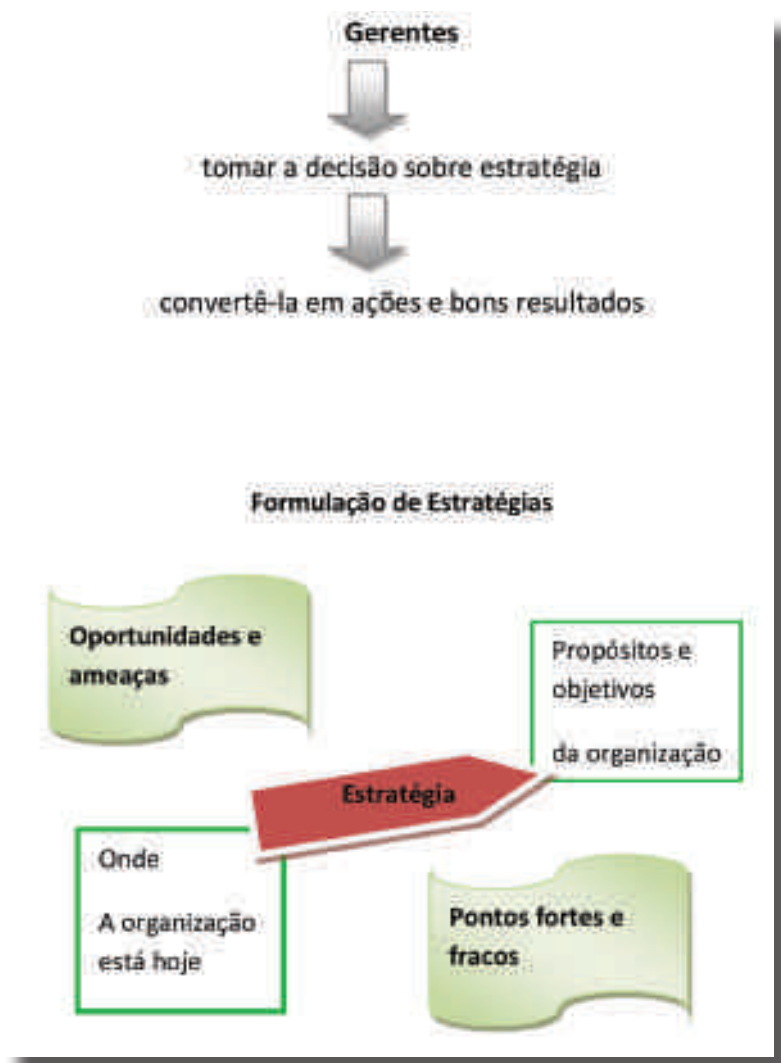 Gerentes
tomar a decisão sobre estratégia
convertê-la em ações e bons resultados
Formulação de Estratégias
Oportunidades e
ameaças
Propósitos e
objetivos
da organização
Estratégia
Onde
A organização
está hoje
Pontos fortes e
fracos